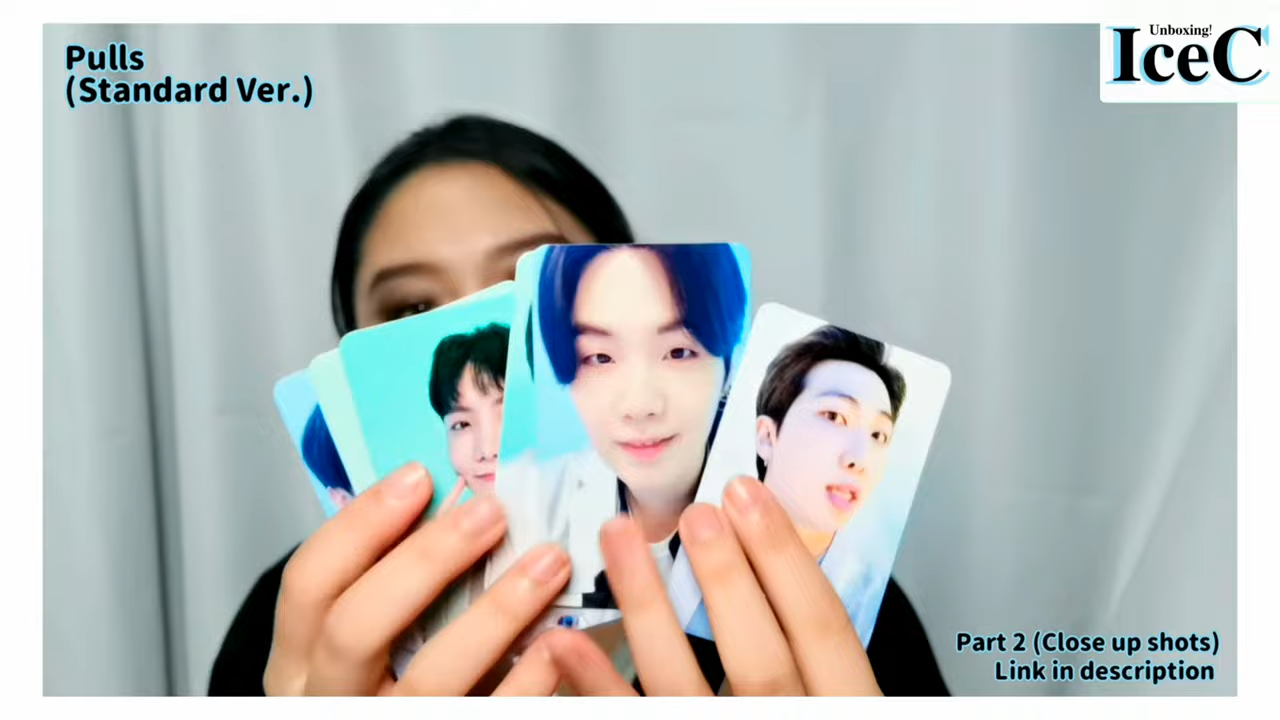 Pulls
(Standard Ver.)
Unboxing!
IceC
Part 2 (Close up shots)
Link in description